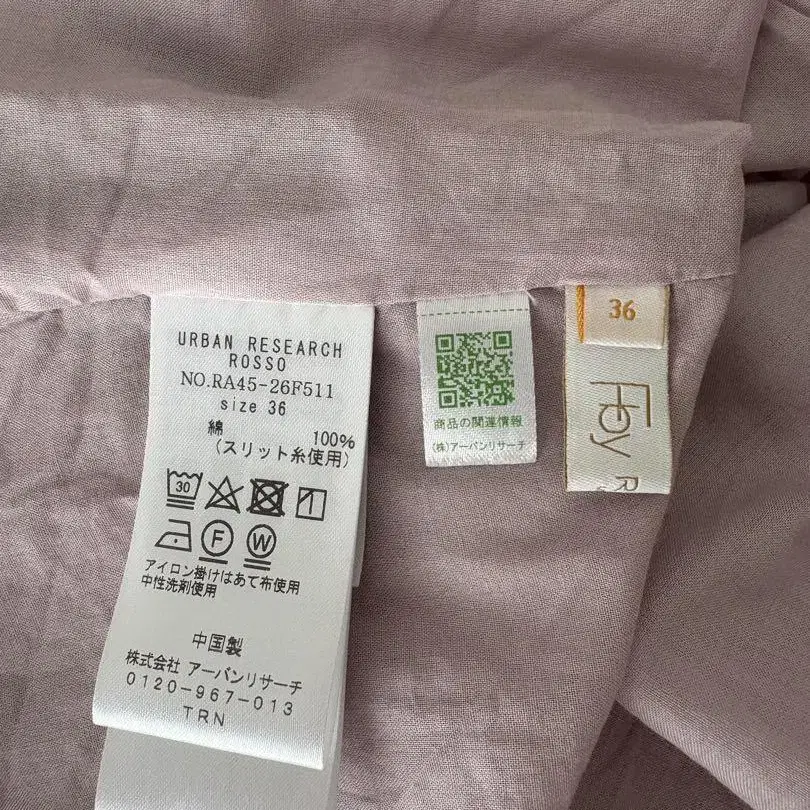 URBAN RESEARCH
ROSSO
NO.RA45-26F511
size 36
綿 100%
(スリット糸使用)
30
F W
アイロン掛けはあて布使用
中性洗剤使用
中国製
株式会社 アーバンリサーチ
0120-967-013
TRN
商品の関連情報
(株)アーバンリサーチ
36
F by R